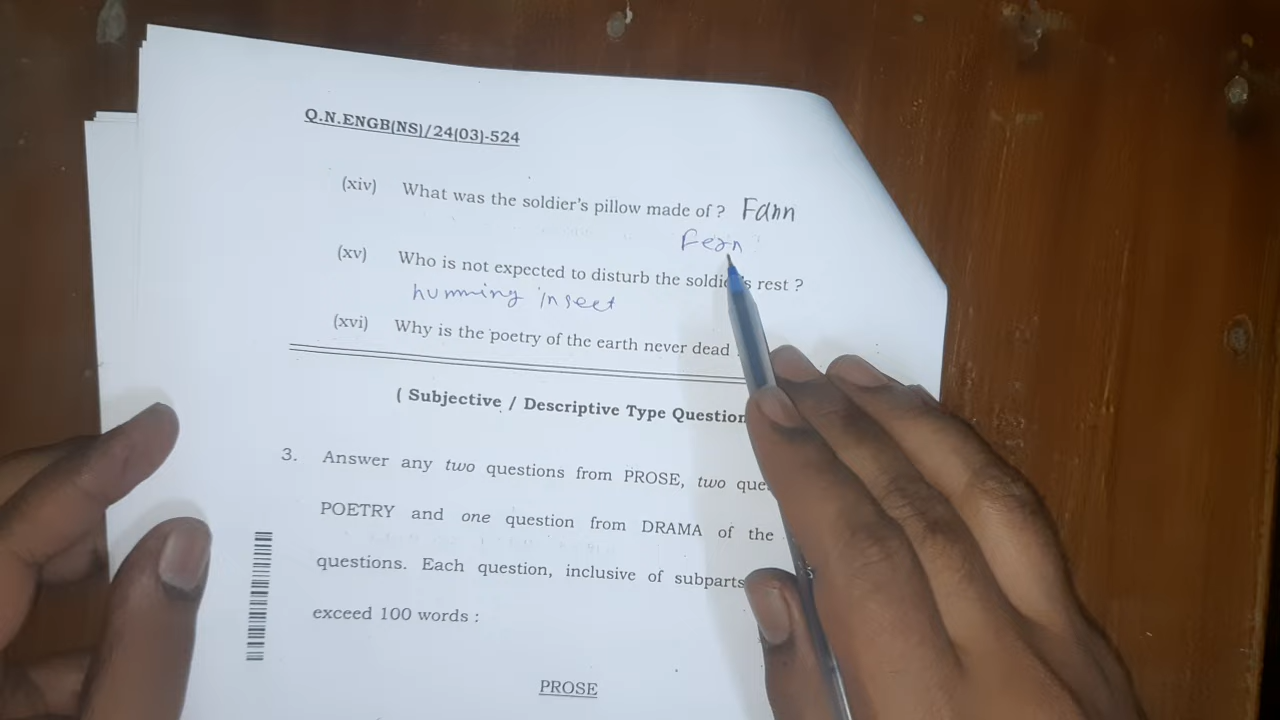 Q.N.ENGB(NS)/24(03)-524
(xiv) What was the soldier's pillow made of ? Fann
Fern
(xv) Who is not expected to disturb the soldier's rest ?
humming insect
(xvi) Why is the poetry of the earth never dead
( Subjective / Descriptive Type Question
3. Answer any two questions from PROSE, two
POETRY and one question from DRAMA of the
questions. Each question, inclusive of subparts
exceed 100 words :
PROSE